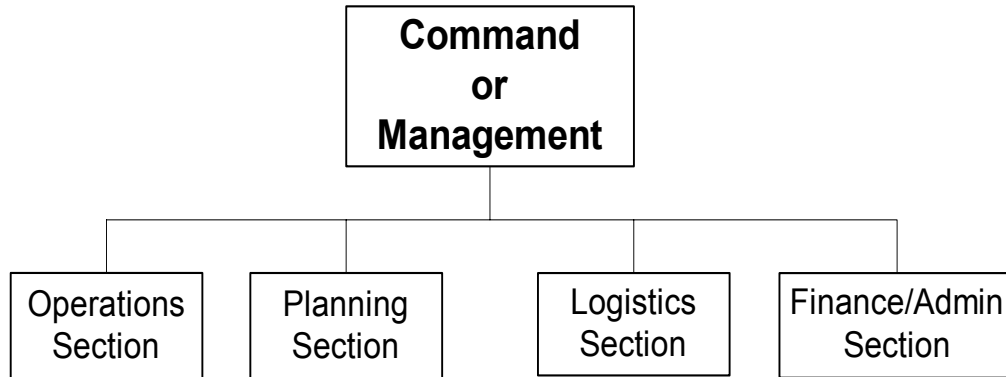 Command
or
Management
Operations
Section
Planning
Section
Logistics
Section
Finance/Admin
Section